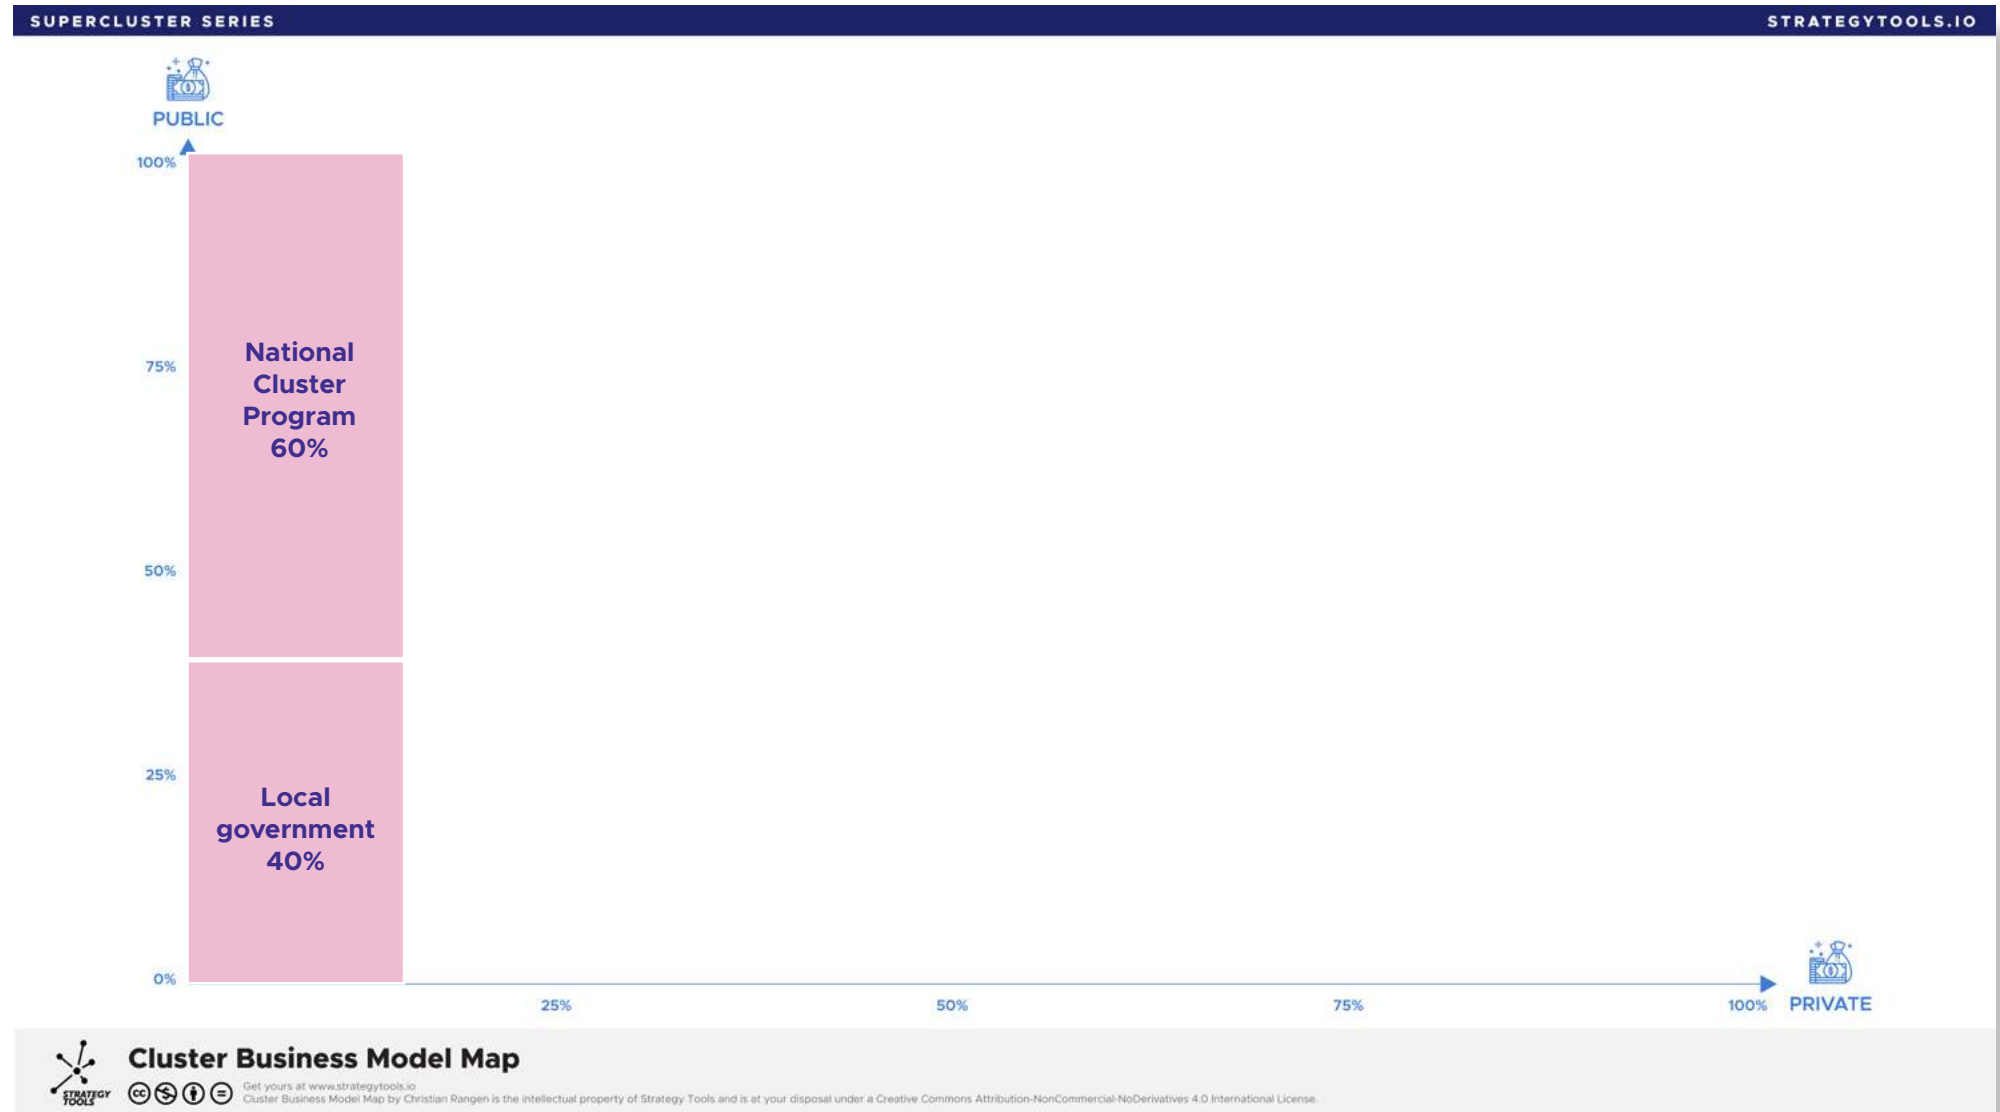 SUPERCLUSTER SERIES
STRATEGYTOOLS.IO
PUBLIC
100%
National
Cluster
Program
60%
75%
50%
25%
Local
government
40%
0%
25%
50%
75%
100%
PRIVATE
Cluster Business Model Map
STRATEGY
TOOLS
cc
Get yours at www.strategytools.io
Cluster Business Model Map by Christian Rangen is the intellectual property of Strategy Tools and is at your disposal under a Creative Commons Attribution-NonCommercial-NoDerivatives 4.0 International License.